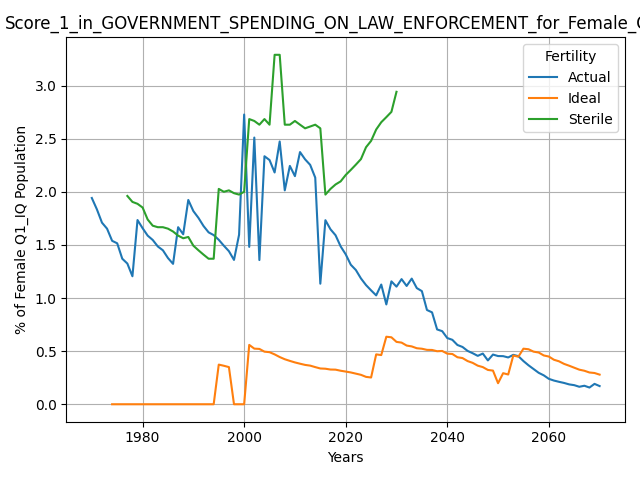 Score_1_in_GOVERNMENT_SPENDING_ON_LAW_ENFORCEMENT_for_Female_
Fertility
Actual
Ideal
Sterile
3.0
2.5
2.0
1.5
1.0
0.5
0.0
% of Female Q1_IQ Population
1980
2000
2020
2040
2060
Years